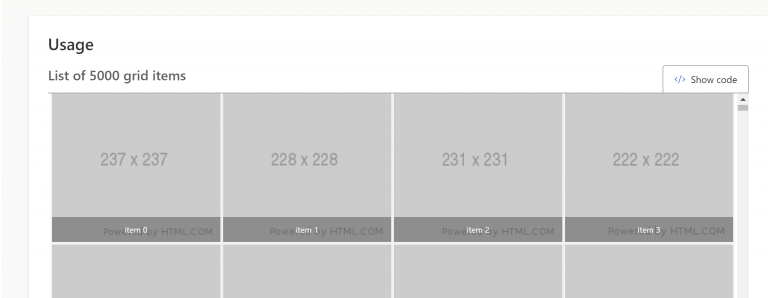 Usage
List of 5000 grid items
</> Show code
237 x 237
228 x 228
231 x 231
222 x 222
Powered by HTML.COM
item 0
Powered by HTML.COM
item 1
Powered by HTML.COM
item 2
Powered by HTML.COM
item 3